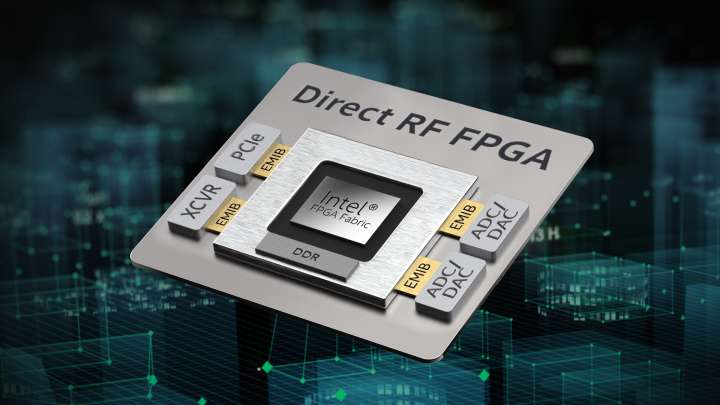 Direct RF FPGA
PCIe
EMIB
XCVR
EMIB
Intel®
FPGA Fabric
DDR
EMIB
ADC/
DAC
EMIB
ADC/
DAC